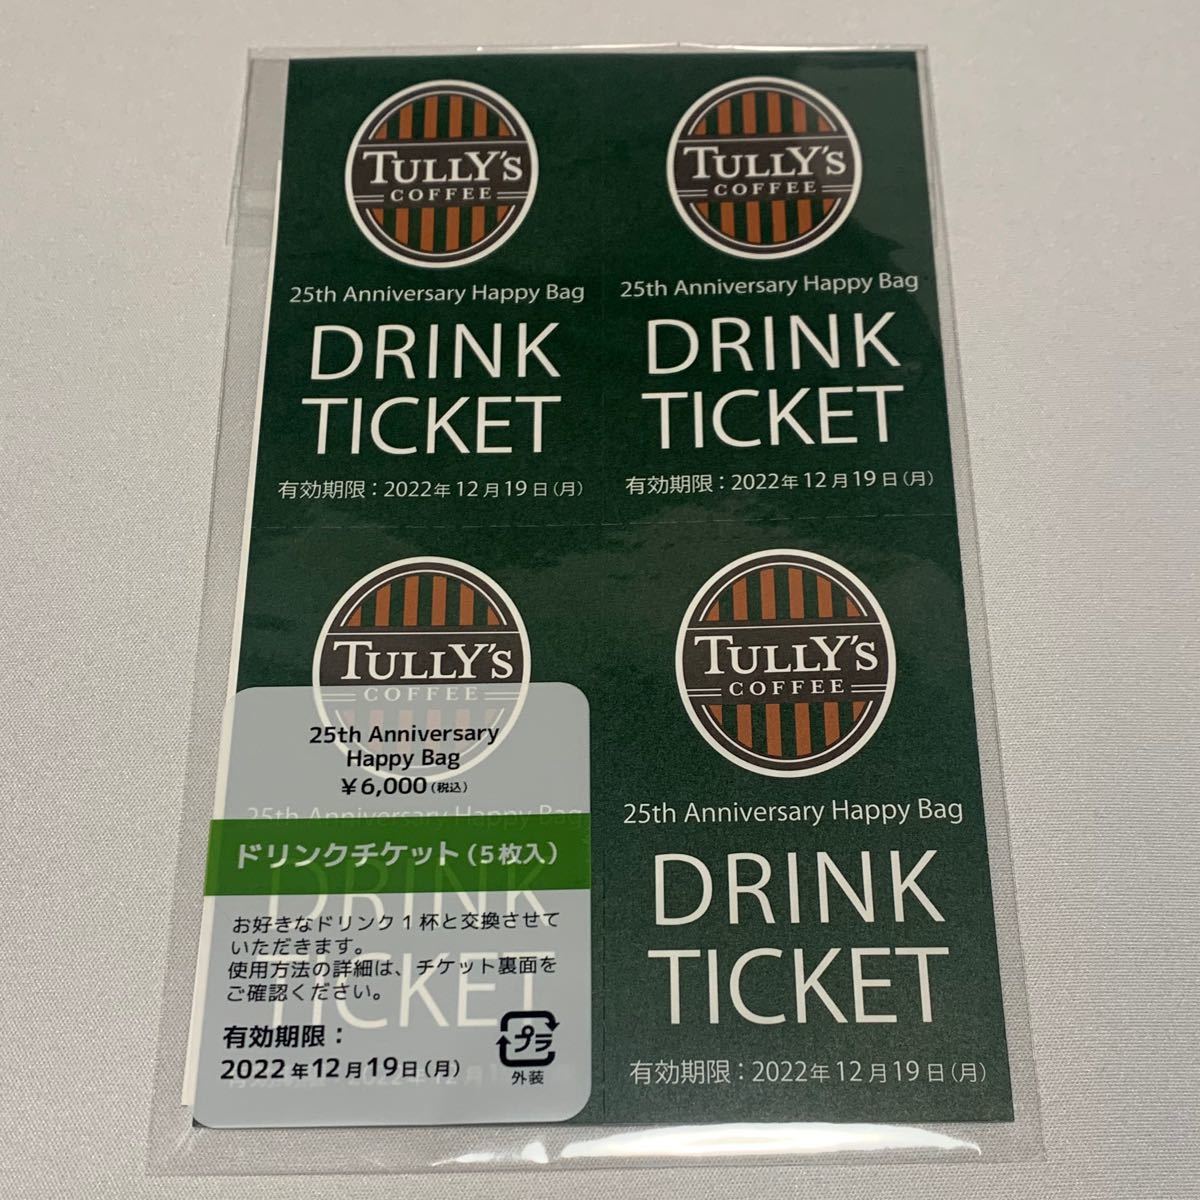 TULLY'S
COFFEE
25th Anniversary Happy Bag
DRINK
TICKET
有効期限：2022年12月19日（月）
TULLY'S
COFFEE
25th Anniversary Happy Bag
DRINK
TICKET
有効期限：2022年12月19日（月）
TULLY'S
COFFEE
25th Anniversary Happy Bag
DRINK
TICKET
25th Anniversary
Happy Bag
￥6,000（税込）
ドリンクチケット（5枚入）
お好きなドリンク1杯と交換させて
いただきます。
使用方法の詳細は、チケット裏面を
ご確認ください。
有効期限：
2022年12月19日（月）
プラ
外装
TULLY'S
COFFEE
25th Anniversary Happy Bag
DRINK
TICKET
有効期限：2022年12月19日（月）